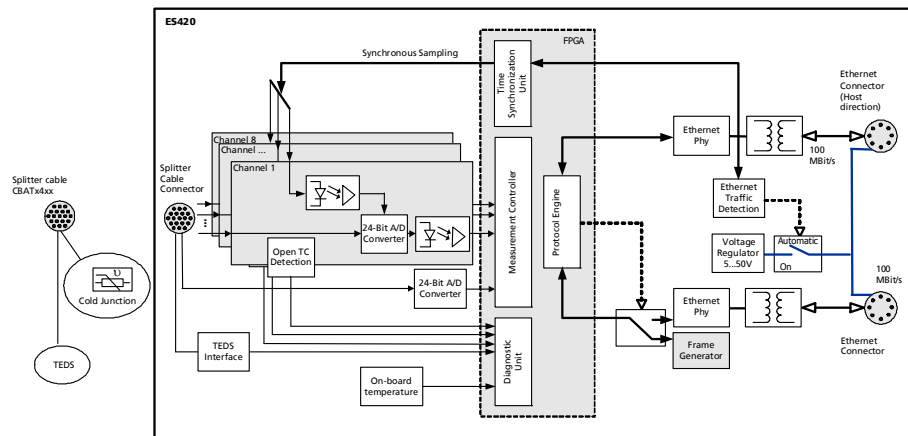 ES420
FPGA
Synchronous Sampling
Time
Synchronization
Unit
Ethernet
Connector
(Host
direction)
Ethernet
Phy
100
MBit/s
Channel 8
Channel ...
Channel 1
Splitter cable
CBATx4xx
Splitter
Cable
Connector
...
24-Bit A/D
Converter
Measurement Controller
Protocol Engine
Ethernet
Traffic
Detection
Open TC
Detection
Voltage
Regulator
5...50V
Automatic
On
υ
Cold Junction
24-Bit A/D
Converter
100
MBit/s
Ethernet
Phy
TEDS
TEDS
Interface
Diagnostic
Unit
Frame
Generator
Ethernet
Connector
On-board
temperature